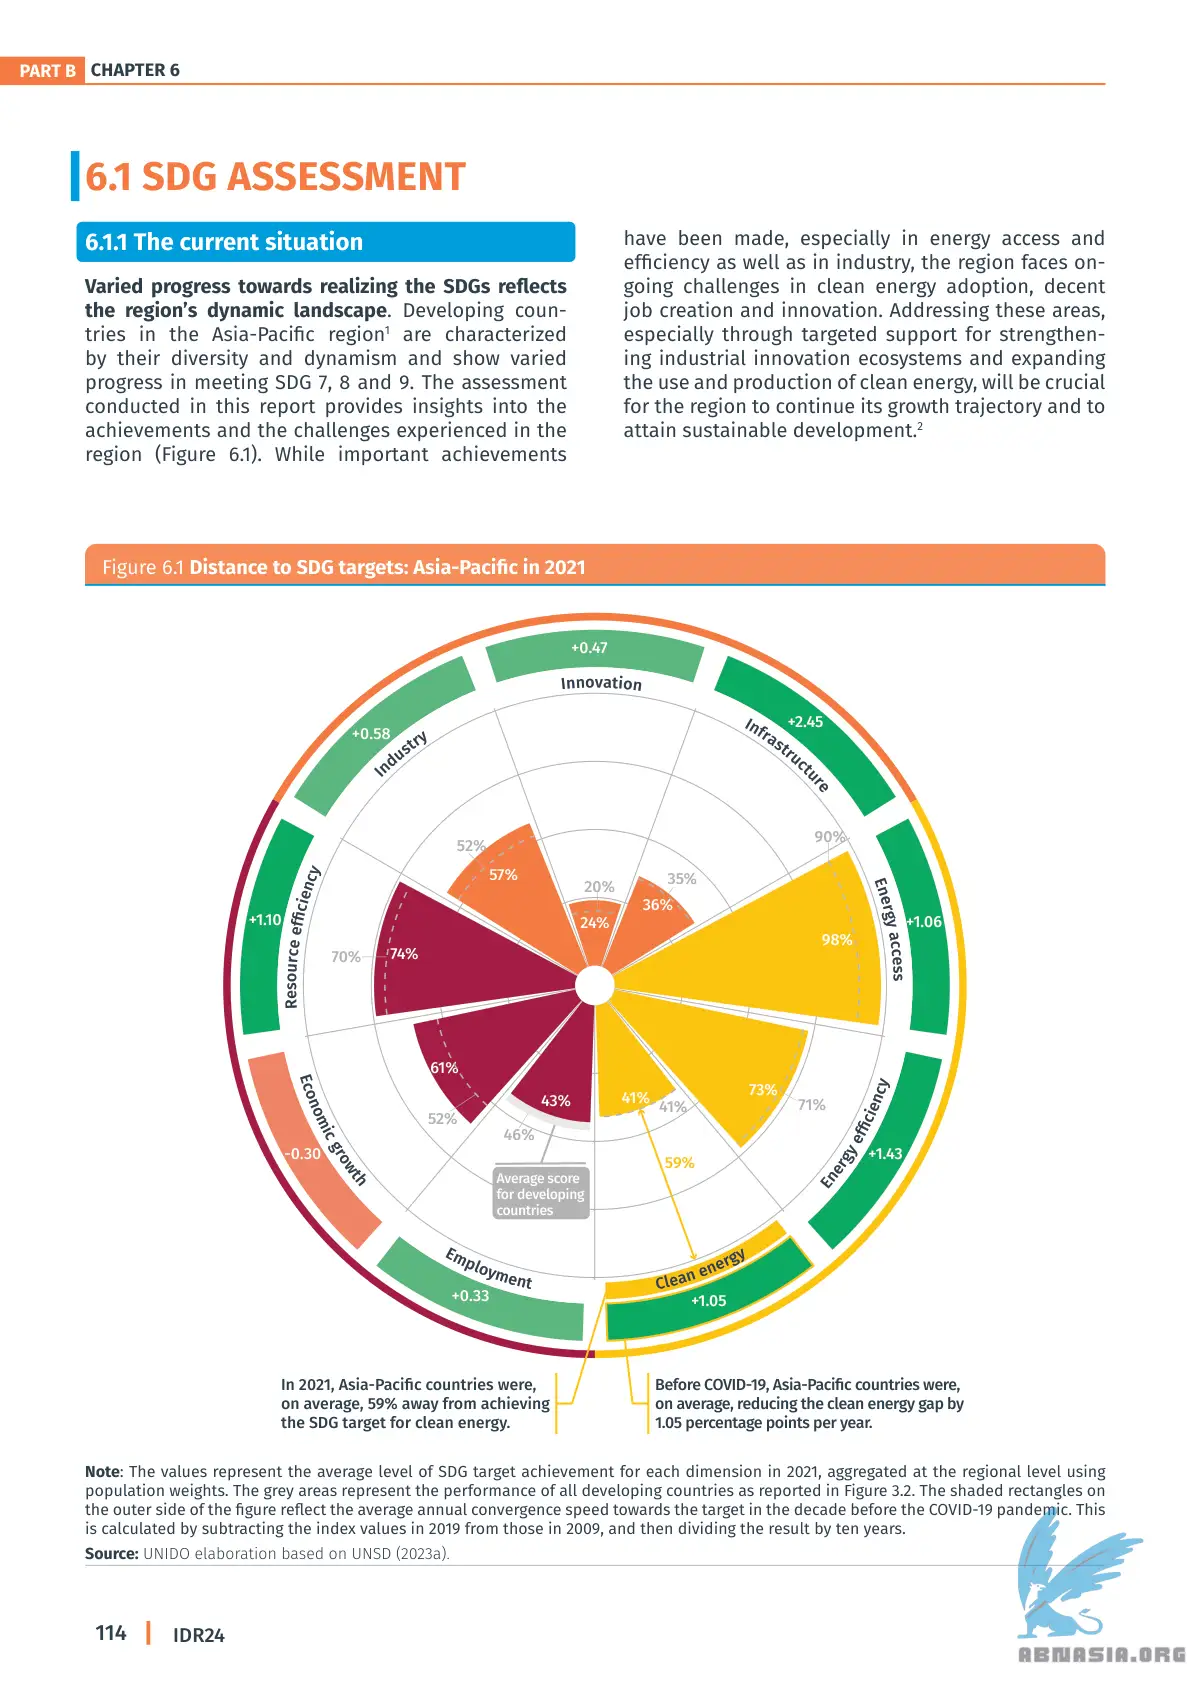 PART B CHAPTER 6
6.1 SDG ASSESSMENT
6.1.1 The current situation
Varied progress towards realizing the SDGs reflects
the region's dynamic landscape. Developing coun-
tries in the Asia-Pacific region1 are characterized
by their diversity and dynamism and show varied
progress in meeting SDG 7, 8 and 9. The assessment
conducted in this report provides insights into the
achievements and the challenges experienced in the
region (Figure 6.1). While important achievements
have been made, especially in energy access and
efficiency as well as in industry, the region faces on-
going challenges in clean energy adoption, decent
job creation and innovation. Addressing these areas,
especially through targeted support for strengthen-
ing industrial innovation ecosystems and expanding
the use and production of clean energy, will be crucial
for the region to continue its growth trajectory and to
attain sustainable development.2
Figure 6.1 Distance to SDG targets: Asia-Pacific in 2021
+0.47
Innovation
+2.45
Infrastructure
+0.58
Industry
52%
57%
20%
24%
35%
36%
90%
98%
Energy access
+1.06
+1.10
Resource efficiency
70%
74%
61%
52%
43%
46%
41%
41%
73%
71%
59%
Average score
for developing
countries
Economic growth
-0.30
Energy efficiency
+1.43
Employment
+0.33
Clean energy
+1.05
In 2021, Asia-Pacific countries were,
on average, 59% away from achieving
the SDG target for clean energy.
Before COVID-19, Asia-Pacific countries were,
on average, reducing the clean energy gap by
1.05 percentage points per year.
Note: The values represent the average level of SDG target achievement for each dimension in 2021, aggregated at the regional level using
population weights. The grey areas represent the performance of all developing countries as reported in Figure 3.2. The shaded rectangles on
the outer side of the figure reflect the average annual convergence speed towards the target in the decade before the COVID-19 pandemic. This
is calculated by subtracting the index values in 2019 from those in 2009, and then dividing the result by ten years.
Source: UNIDO elaboration based on UNSD (2023a).
114 IDR24
ABNASIA.ORG